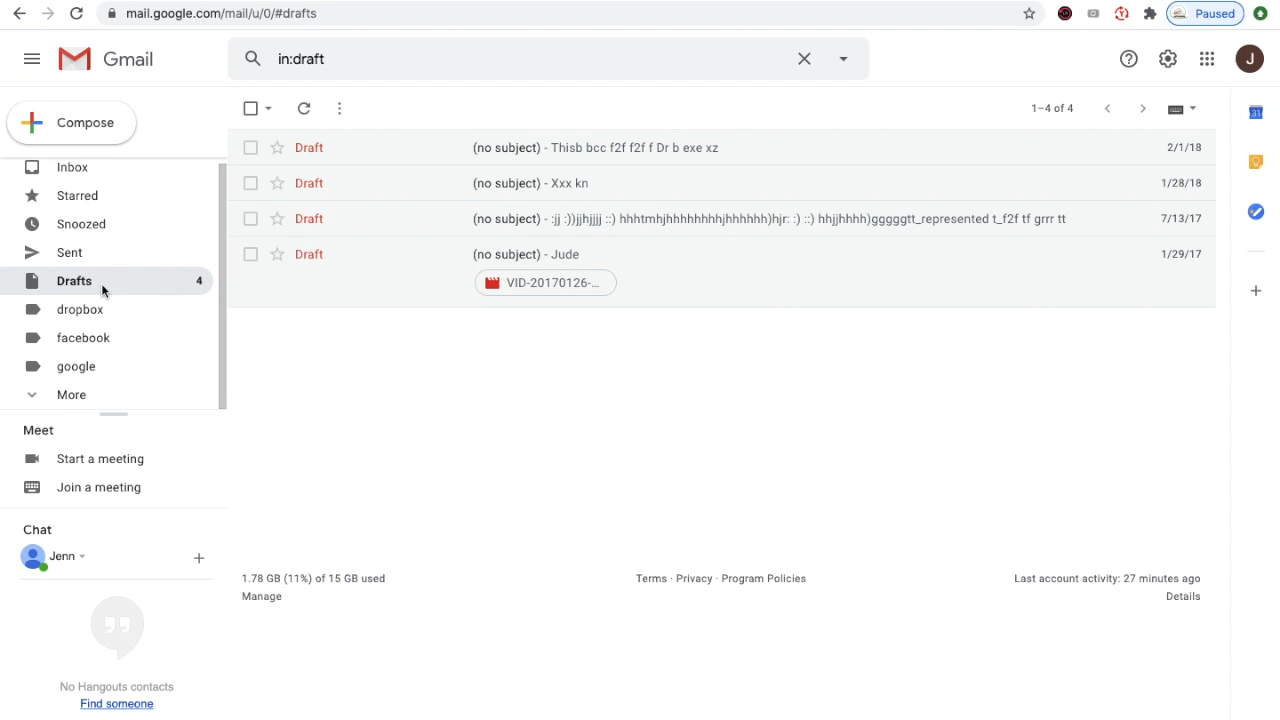 mail.google.com/mail/u/0/#drafts
Paused
Gmail
in:draft
J
Compose
1–4 of 4
31
Inbox
Starred
Snoozed
Sent
Drafts 4
dropbox
facebook
google
More
Draft (no subject) - Thisb bcc f2f f2f f Dr b exe xz 2/1/18
Draft (no subject) - Xxx kn 1/28/18
Draft (no subject) - :jj :))jjhjjjj ::) hhhtmhjhhhhhhhhjhhhhhh)hjr: :) ::) hhjjhhhh)gggggtt_represented t_f2f tf grrr tt 7/13/17
Draft (no subject) - Jude 1/29/17
VID-20170126-...
Meet
Start a meeting
Join a meeting
Chat
Jenn
No Hangouts contacts
Find someone
1.78 GB (11%) of 15 GB used
Manage
Terms · Privacy · Program Policies
Last account activity: 27 minutes ago
Details